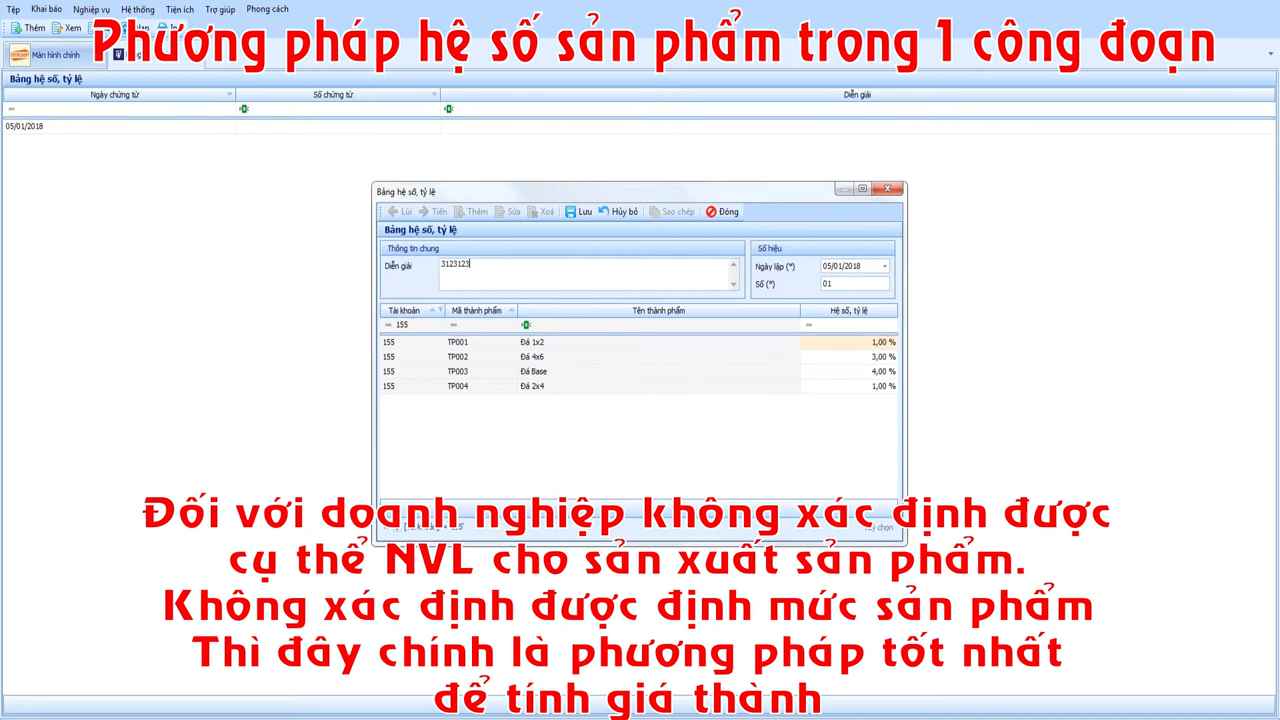 Tệp Khai báo Nghiệp vụ Hệ thống Tiện ích Trợ giúp Phong cách
Thêm Xem
Phương pháp hệ số sản phẩm trong 1 công đoạn
Màn hình chính
Bảng hệ số, tỷ lệ
Ngày chứng từ Số chứng từ Diễn giải
05/01/2018
Bảng hệ số, tỷ lệ
Lùi Tiến Thêm Sửa Xoá Lưu Hủy bỏ Sao chép Đóng
Bảng hệ số, tỷ lệ
Thông tin chung Số hiệu
Diễn giải 3123123 Ngày lập (*) 05/01/2018
Số (*) 01
Tài khoản Mã thành phẩm Tên thành phẩm Hệ số, tỷ lệ
= 155 = =
155 TP001 Đá 1x2 1,00 %
155 TP002 Đá 4x6 3,00 %
155 TP003 Đá Base 4,00 %
155 TP004 Đá 2x4 1,00 %
Đối với doanh nghiệp không xác định được
cụ thể NVL cho sản xuất sản phẩm.
Không xác định được định mức sản phẩm
Thì đây chính là phương pháp tốt nhất
để tính giá thành